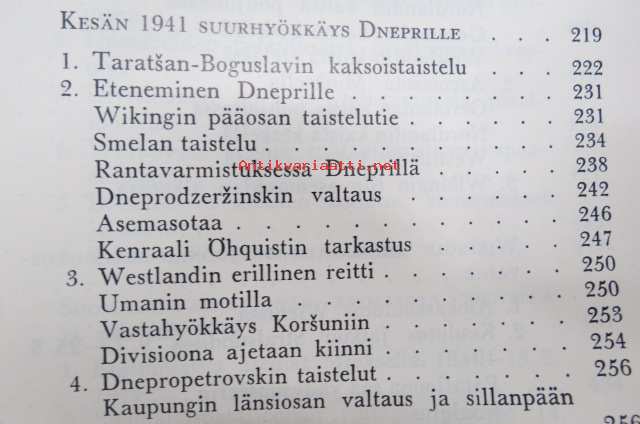 KESÄN 1941 SUURHYÖKKÄYS DNEPRILLE . . . 219
1. Taratšan-Boguslavin kaksoistaistelu . . . 222
2. Eteneminen Dneprille . . . . . . . . 231
Wikingin pääosan taistelutie . . . . . . 231
Smelan taistelu . . . . . . . . . . 234
Antikvariaatti.net
Rantavarmistuksessa Dneprillä . . . . . 238
Dneprodzeržinskin valtaus . . . . . . 242
Asemasotaa . . . . . . . . . . . 246
Kenraali Öhquistin tarkastus . . . . . 247
3. Westlandin erillinen reitti . . . . . . . 250
Umanin motilla . . . . . . . . . . 250
Vastahyökkäys Koršuniin . . . . . . . 253
Divisioona ajetaan kiinni . . . . . . . 254
4. Dnepropetrovskin taistelut . . . . . . . 256
Kaupungin länsiosan valtaus ja sillanpään
256